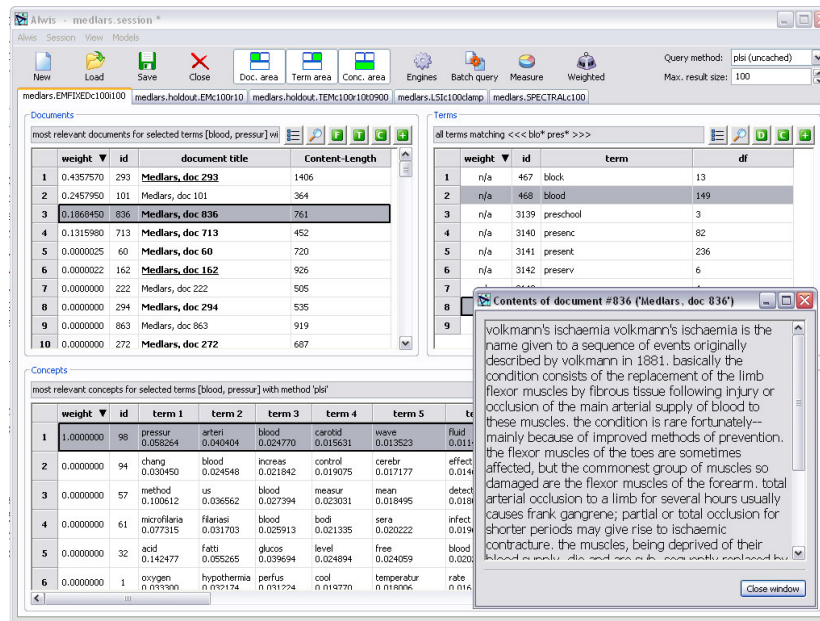 Alwis - medlars.session *
Alwis Session View Models
New Load Save Close Doc. area Term area Conc. area Engines Batch query Measure Weighted
Query method: plsi (uncached)
Max. result size: 100
medlars.EMFIXEDc100i100 medlars.holdout.EMc100r10 medlars.holdout.TEMc100r10t0900 medlars.LSIc100clamp medlars.SPECTRALc100
Documents
most relevant documents for selected terms [blood, pressur] wi F T C
weight id document title Content-Length
1 0.4357570 293 Medlars, doc 293 1406
2 0.2457950 101 Medlars, doc 101 364
3 0.1868450 836 Medlars, doc 836 761
4 0.1315980 713 Medlars, doc 713 452
5 0.0000025 60 Medlars, doc 60 720
6 0.0000022 162 Medlars, doc 162 926
7 0.0000000 222 Medlars, doc 222 505
8 0.0000000 294 Medlars, doc 294 535
9 0.0000000 863 Medlars, doc 863 919
10 0.0000000 272 Medlars, doc 272 687
Terms
all terms matching <<< blo* pres* >>> D C
weight id term df
1 n/a 467 block 13
2 n/a 468 blood 149
3 n/a 3139 preschool 3
4 n/a 3140 presenc 82
5 n/a 3141 present 236
6 n/a 3142 preserv 6
7
8
9
Concepts
most relevant concepts for selected terms [blood, pressur] with method 'plsi'
weight id term 1 term 2 term 3 term 4 term 5
1 1.0000000 98 pressur arteri blood carotid wave fluid
0.058264 0.040404 0.024770 0.015631 0.013523
2 0.0000000 94 chang blood increas control cerebr effect
0.030450 0.024548 0.021842 0.019075 0.017177
3 0.0000000 57 method us blood measur mean detect
0.100612 0.036562 0.027394 0.023031 0.018495
4 0.0000000 61 microfilaria filariasi blood bodi sera infect
0.077315 0.031703 0.025913 0.021335 0.020222
5 0.0000000 32 acid fatti glucos level free blood
0.142477 0.055265 0.039694 0.024894 0.024059
6 0.0000000 1 oxygen hypothermia perfus cool temperatur rate
0.033300 0.032174 0.031224 0.019770 0.018006
Contents of document #836 ('Medlars, doc 836')
volkmann's ischaemia volkmann's ischaemia is the
name given to a sequence of events originally
described by volkmann in 1881. basically the
condition consists of the replacement of the limb
flexor muscles by fibrous tissue following injury or
occlusion of the main arterial supply of blood to
these muscles. the condition is rare fortunately--
mainly because of improved methods of prevention.
the flexor muscles of the toes are sometimes
affected, but the commonest group of muscles so
damaged are the flexor muscles of the forearm. total
arterial occlusion to a limb for several hours usually
causes frank gangrene; partial or total occlusion for
shorter periods may give rise to ischaemic
contracture. the muscles, being deprived of their
blood supply, die and are sub- sequently replaced by
Close window